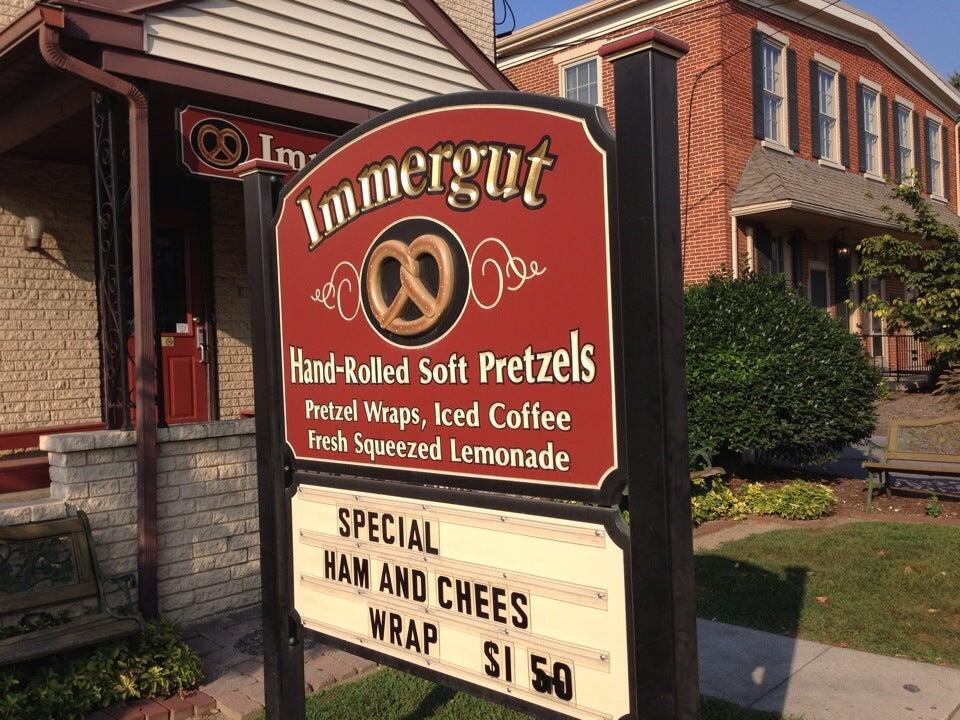 Imm
Immergut
Hand-Rolled Soft Pretzels
Pretzel Wraps, Iced Coffee
Fresh Squeezed Lemonade
SPECIAL
HAM AND CHEES
WRAP $1 50